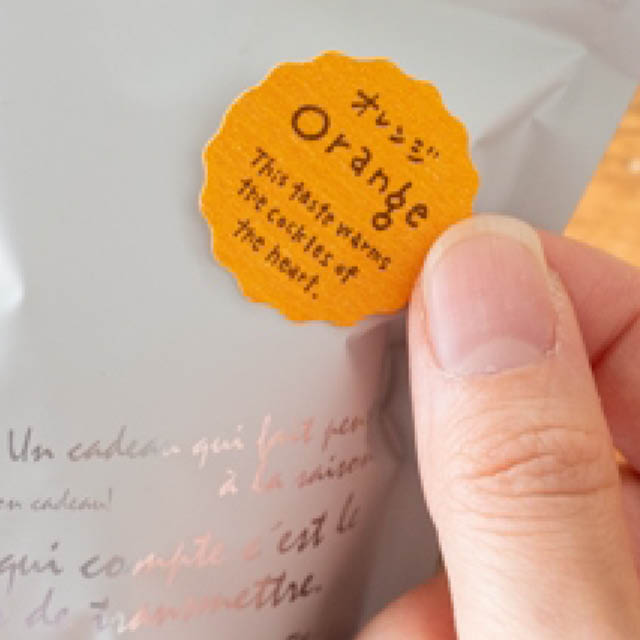 オレンジ
Orange
This taste warms
the cockles of
the heart.
Un cadeau qui fait
à la saison
on cadeau!
qui compte c'est le
de transmettre.